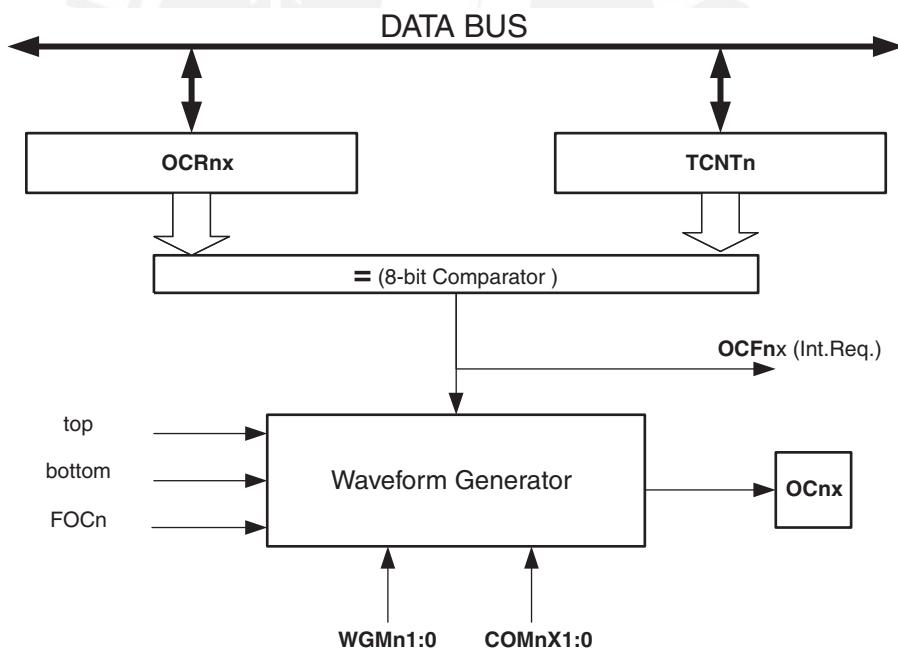 DATA BUS
OCRnx
TCNTn
= (8-bit Comparator )
OCFnx (Int.Req.)
top
bottom
FOCn
Waveform Generator
OCnx
WGMn1:0
COMnX1:0